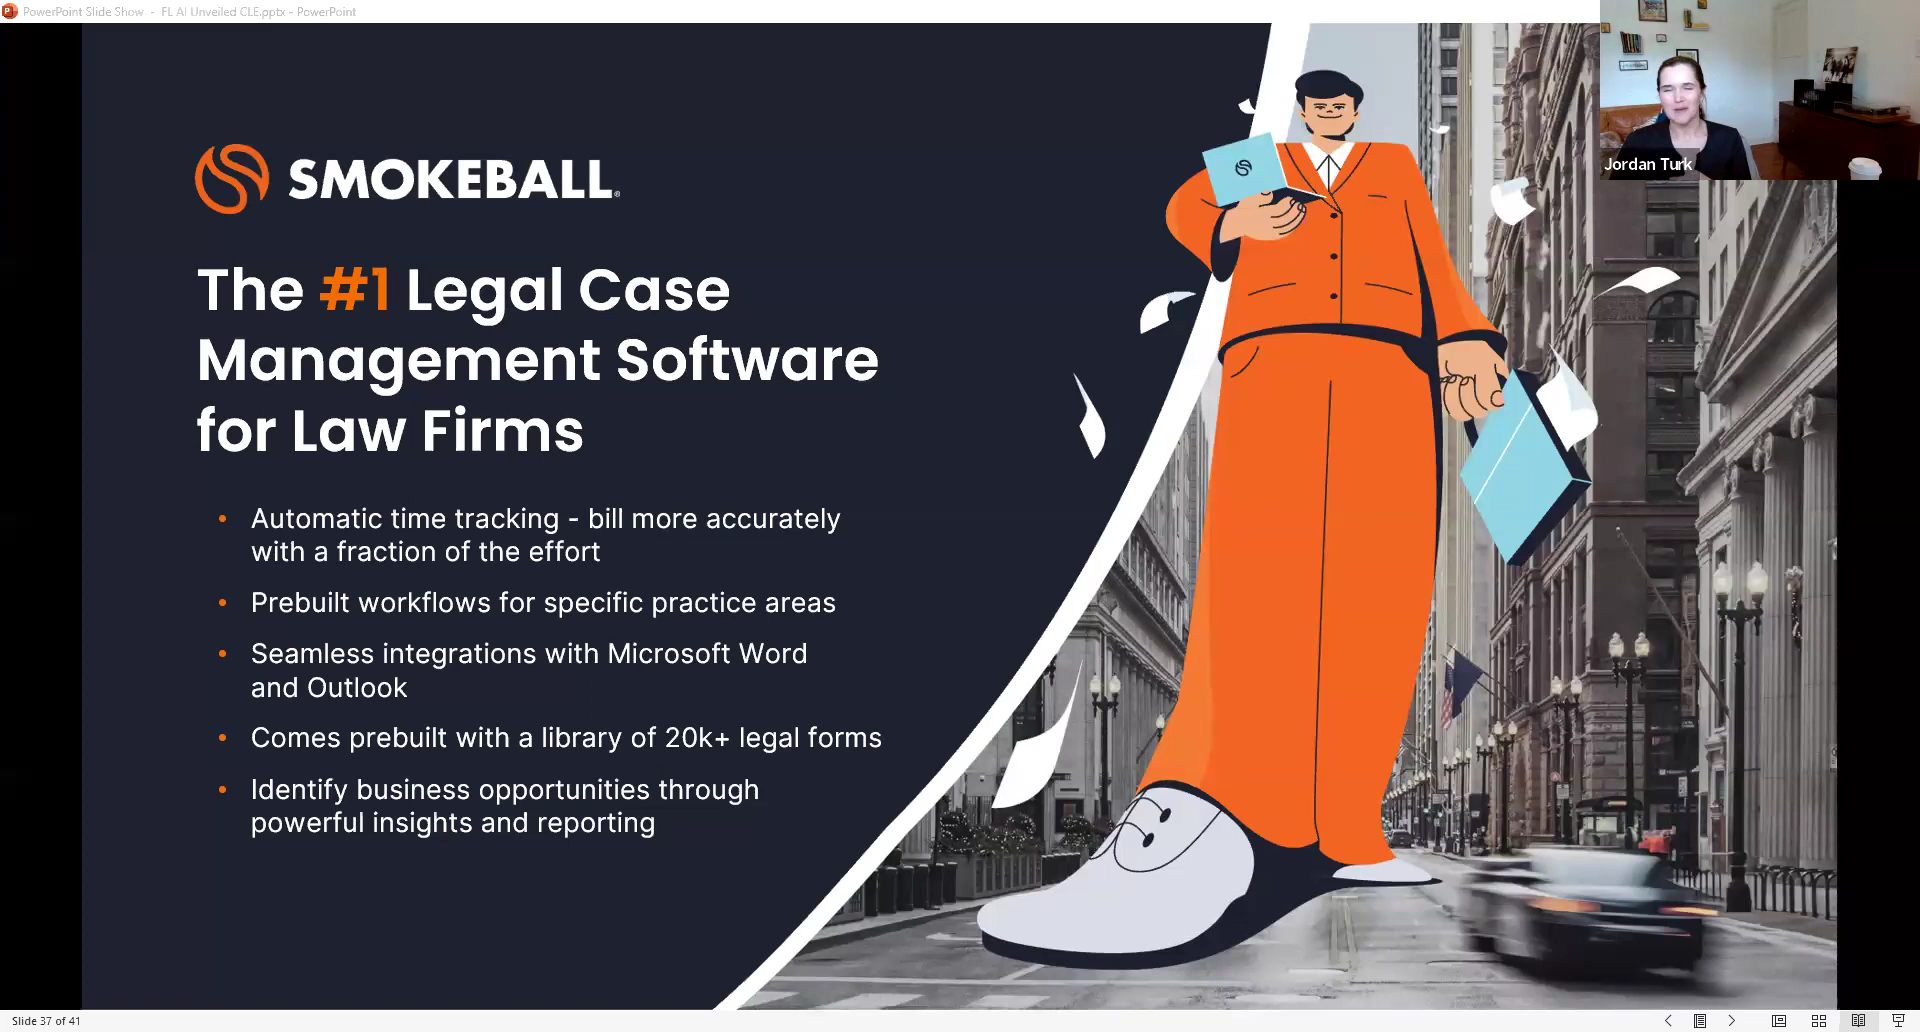 PowerPoint Slide Show - FL AI Unveiled CLE.pptx - PowerPoint
Jordan Turk
SMOKEBALL®
The #1 Legal Case
Management Software
for Law Firms
• Automatic time tracking - bill more accurately
with a fraction of the effort
• Prebuilt workflows for specific practice areas
• Seamless integrations with Microsoft Word
and Outlook
• Comes prebuilt with a library of 20k+ legal forms
• Identify business opportunities through
powerful insights and reporting
Slide 37 of 41